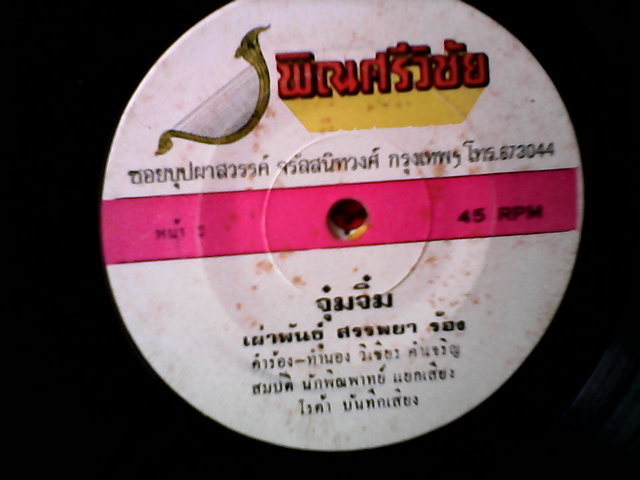 พิณศรีวิชัย
ซอยบุปผาสวรรค์ จรัลสนิทวงศ์ กรุงเทพฯ โทร.673044
หน้า
45 RPM
จุ๋มจิ๋ม
เผ่าพันธ์ สรรพยา ร้อง
คำร้อง-ทำนอง วิเชียร คำเจริญ
สมบัติ นักพิณพาทย์ แยกเสียง
โรต้า บันทึกเสียง